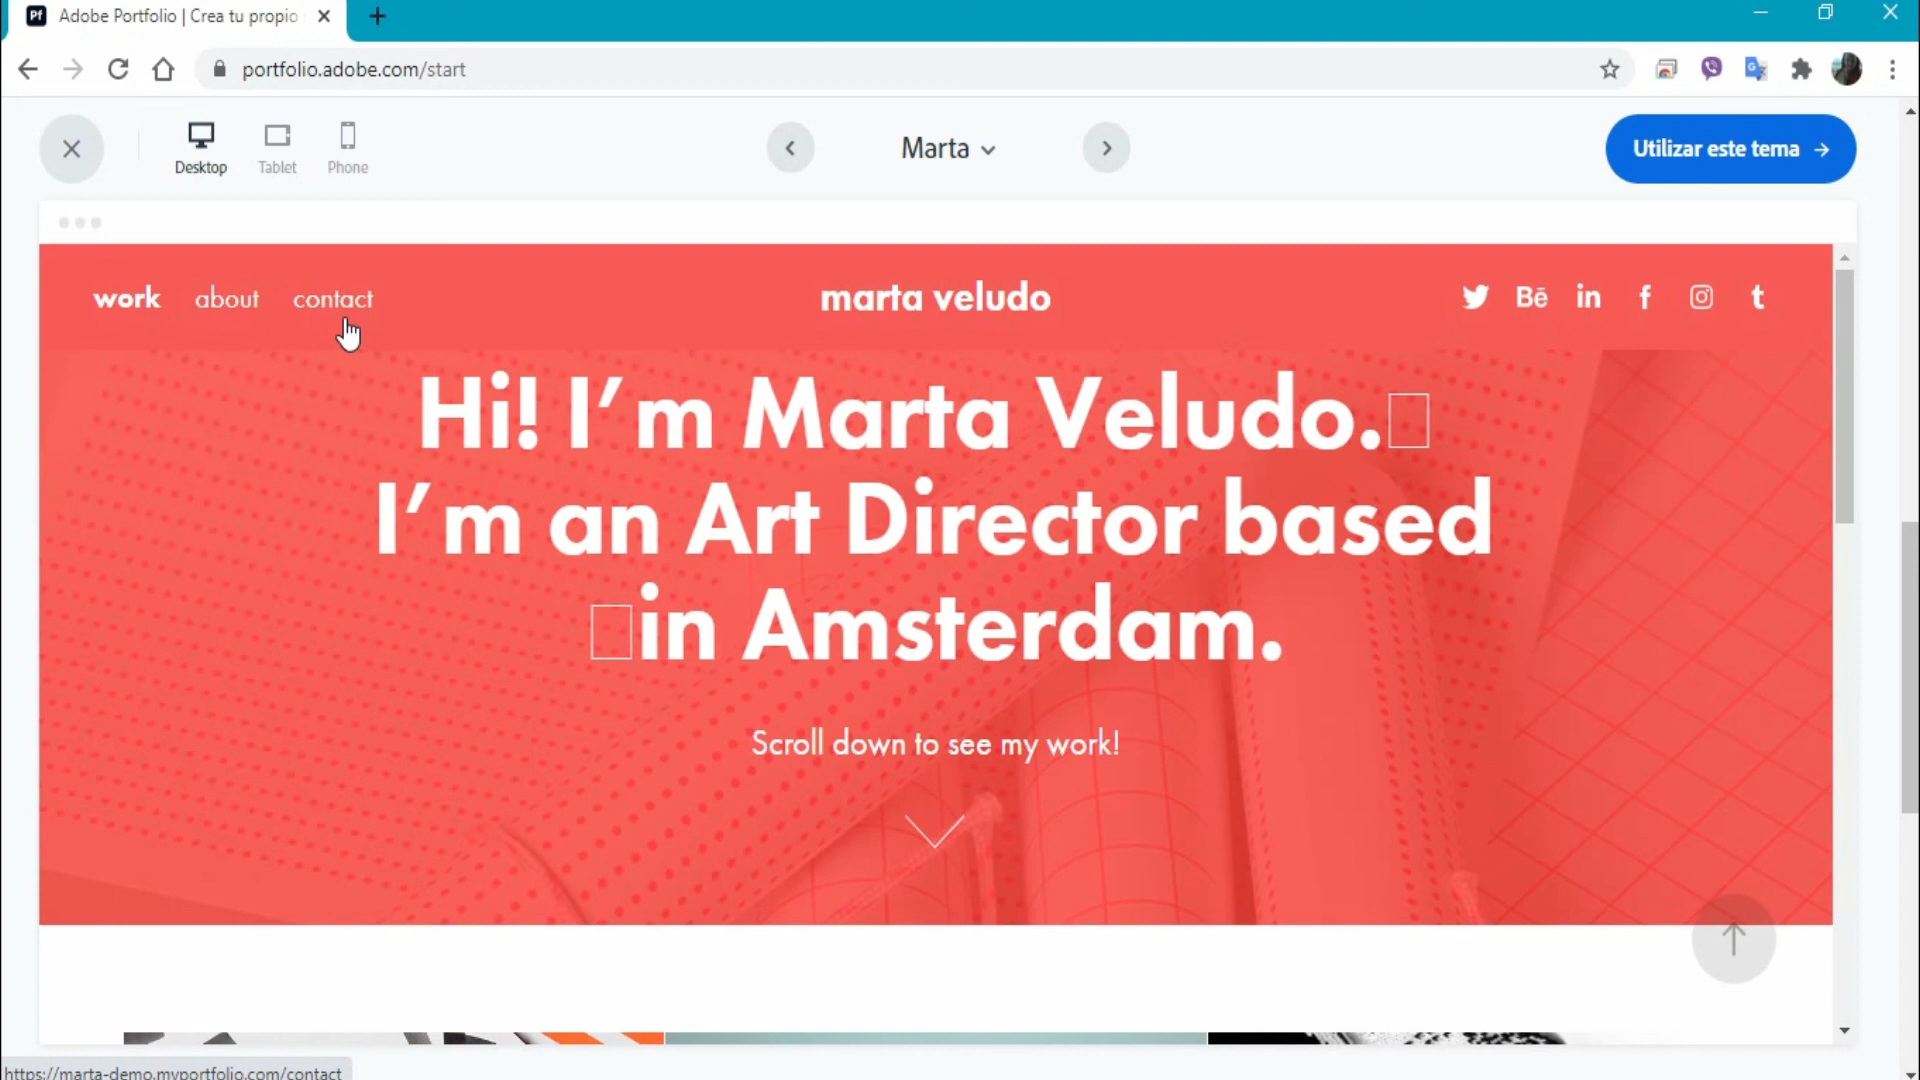 Pf Adobe Portfolio | Crea tu propio
portfolio.adobe.com/start
Desktop
Tablet
Phone
Marta
Utilizar este tema →
work about contact
marta veludo
Bē in f t
Hi! I’m Marta Veludo.
I’m an Art Director based
in Amsterdam.
Scroll down to see my work!
https://marta-demo.myportfolio.com/contact